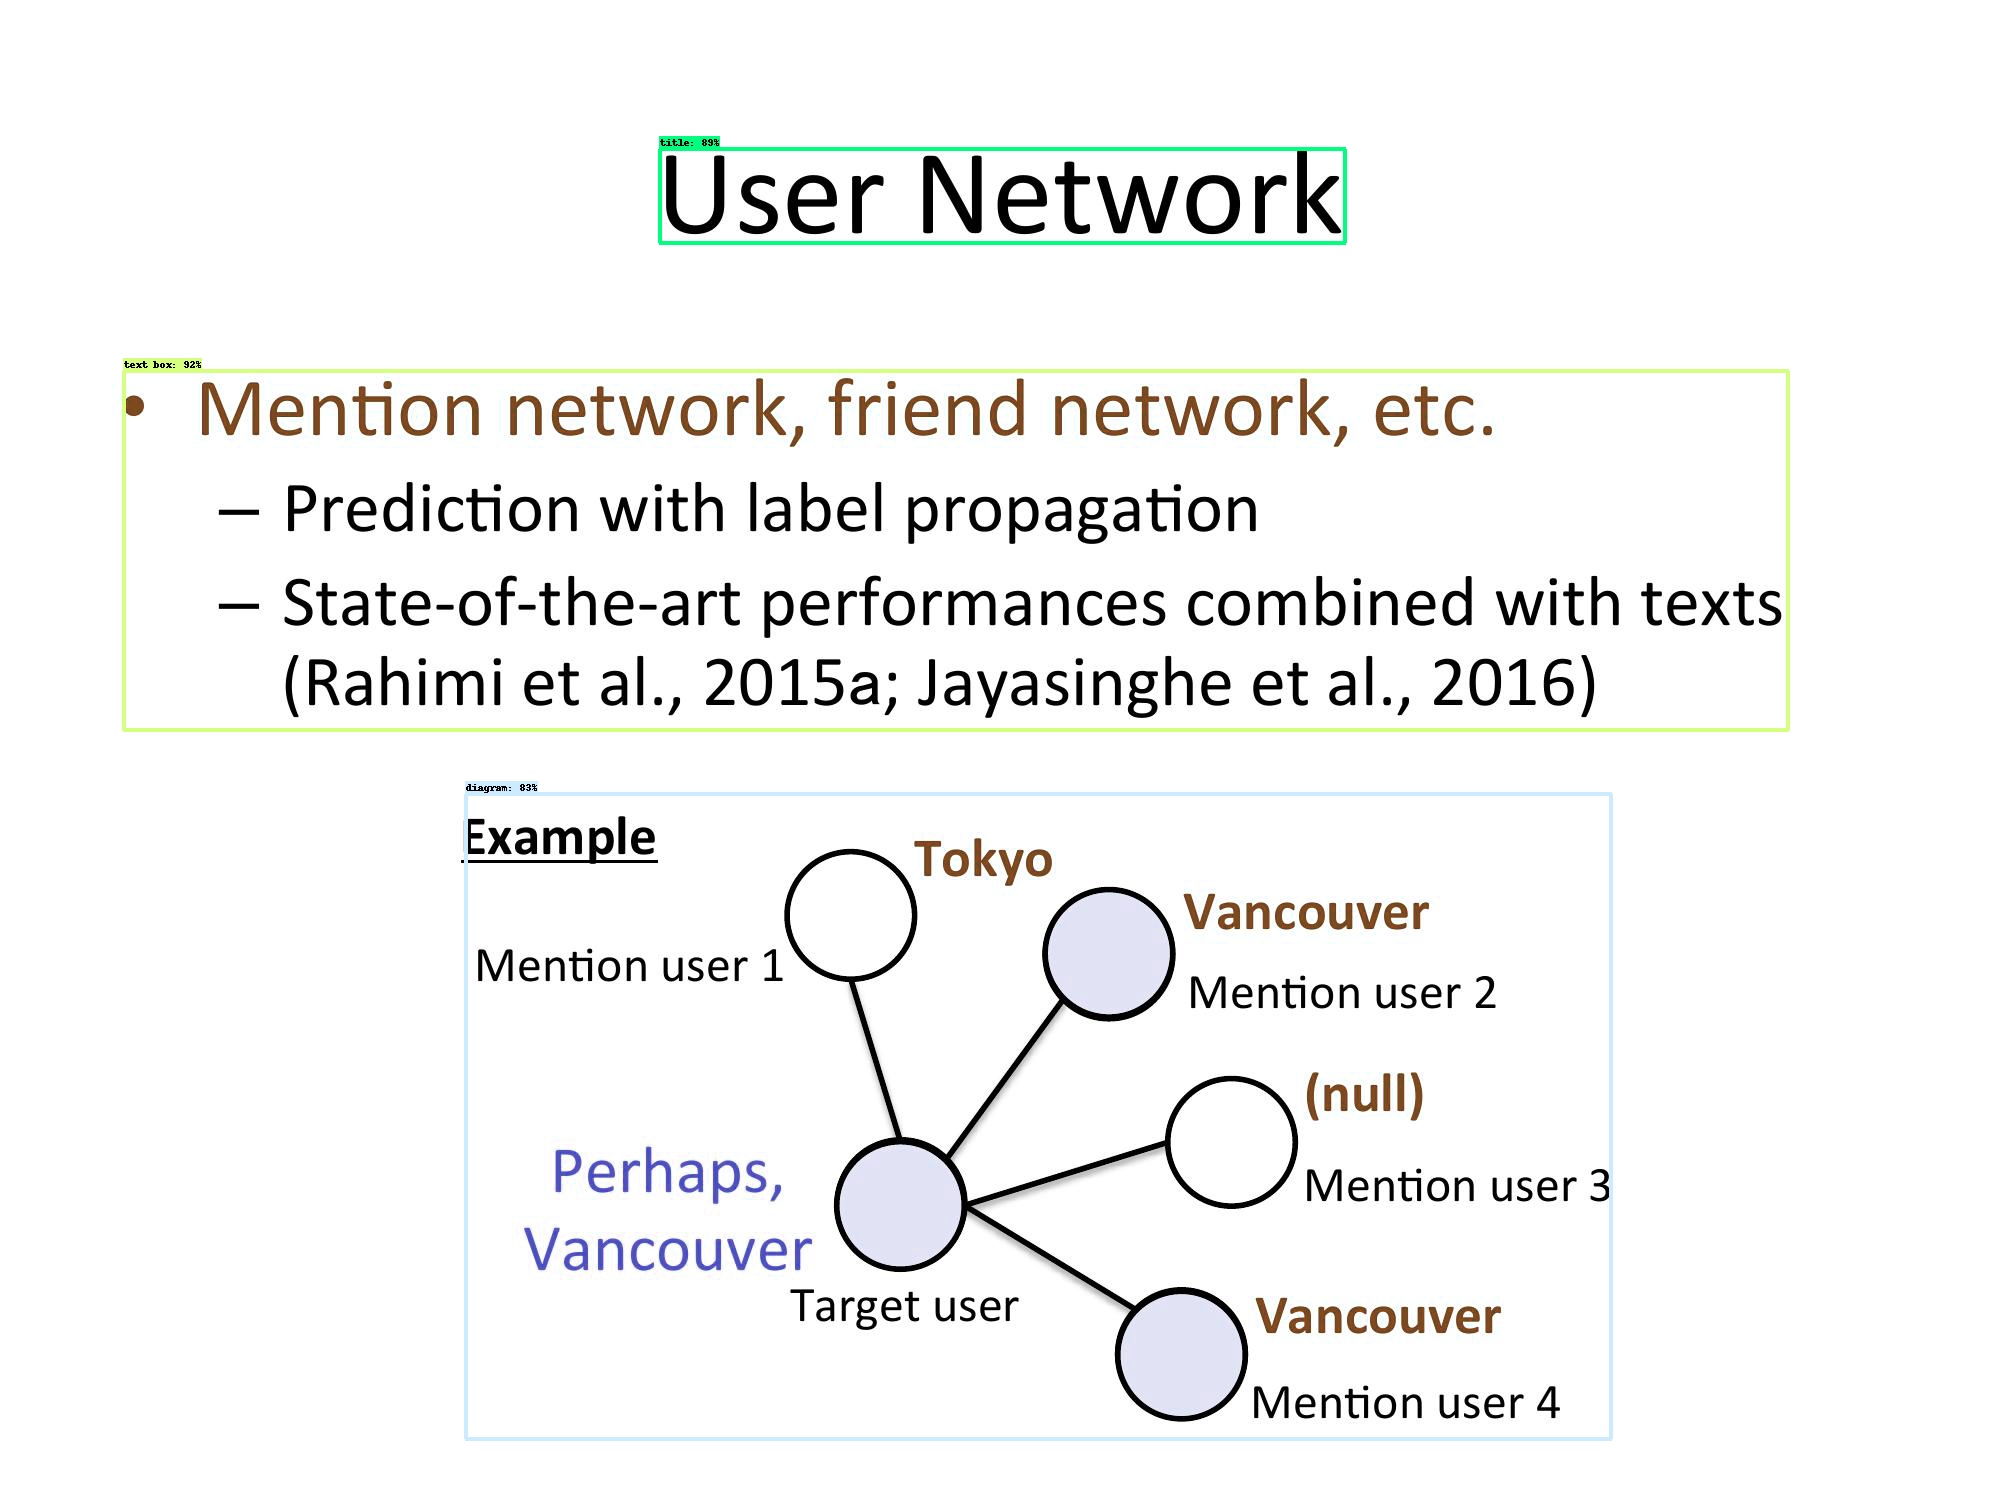 title: 89%
User Network
text box: 92%
• Mention network, friend network, etc.
– Prediction with label propagation
– State-of-the-art performances combined with texts
(Rahimi et al., 2015a; Jayasinghe et al., 2016)
diagram: 83%
Example
Tokyo
Mention user 1
Vancouver
Mention user 2
(null)
Mention user 3
Perhaps,
Vancouver
Target user
Vancouver
Mention user 4